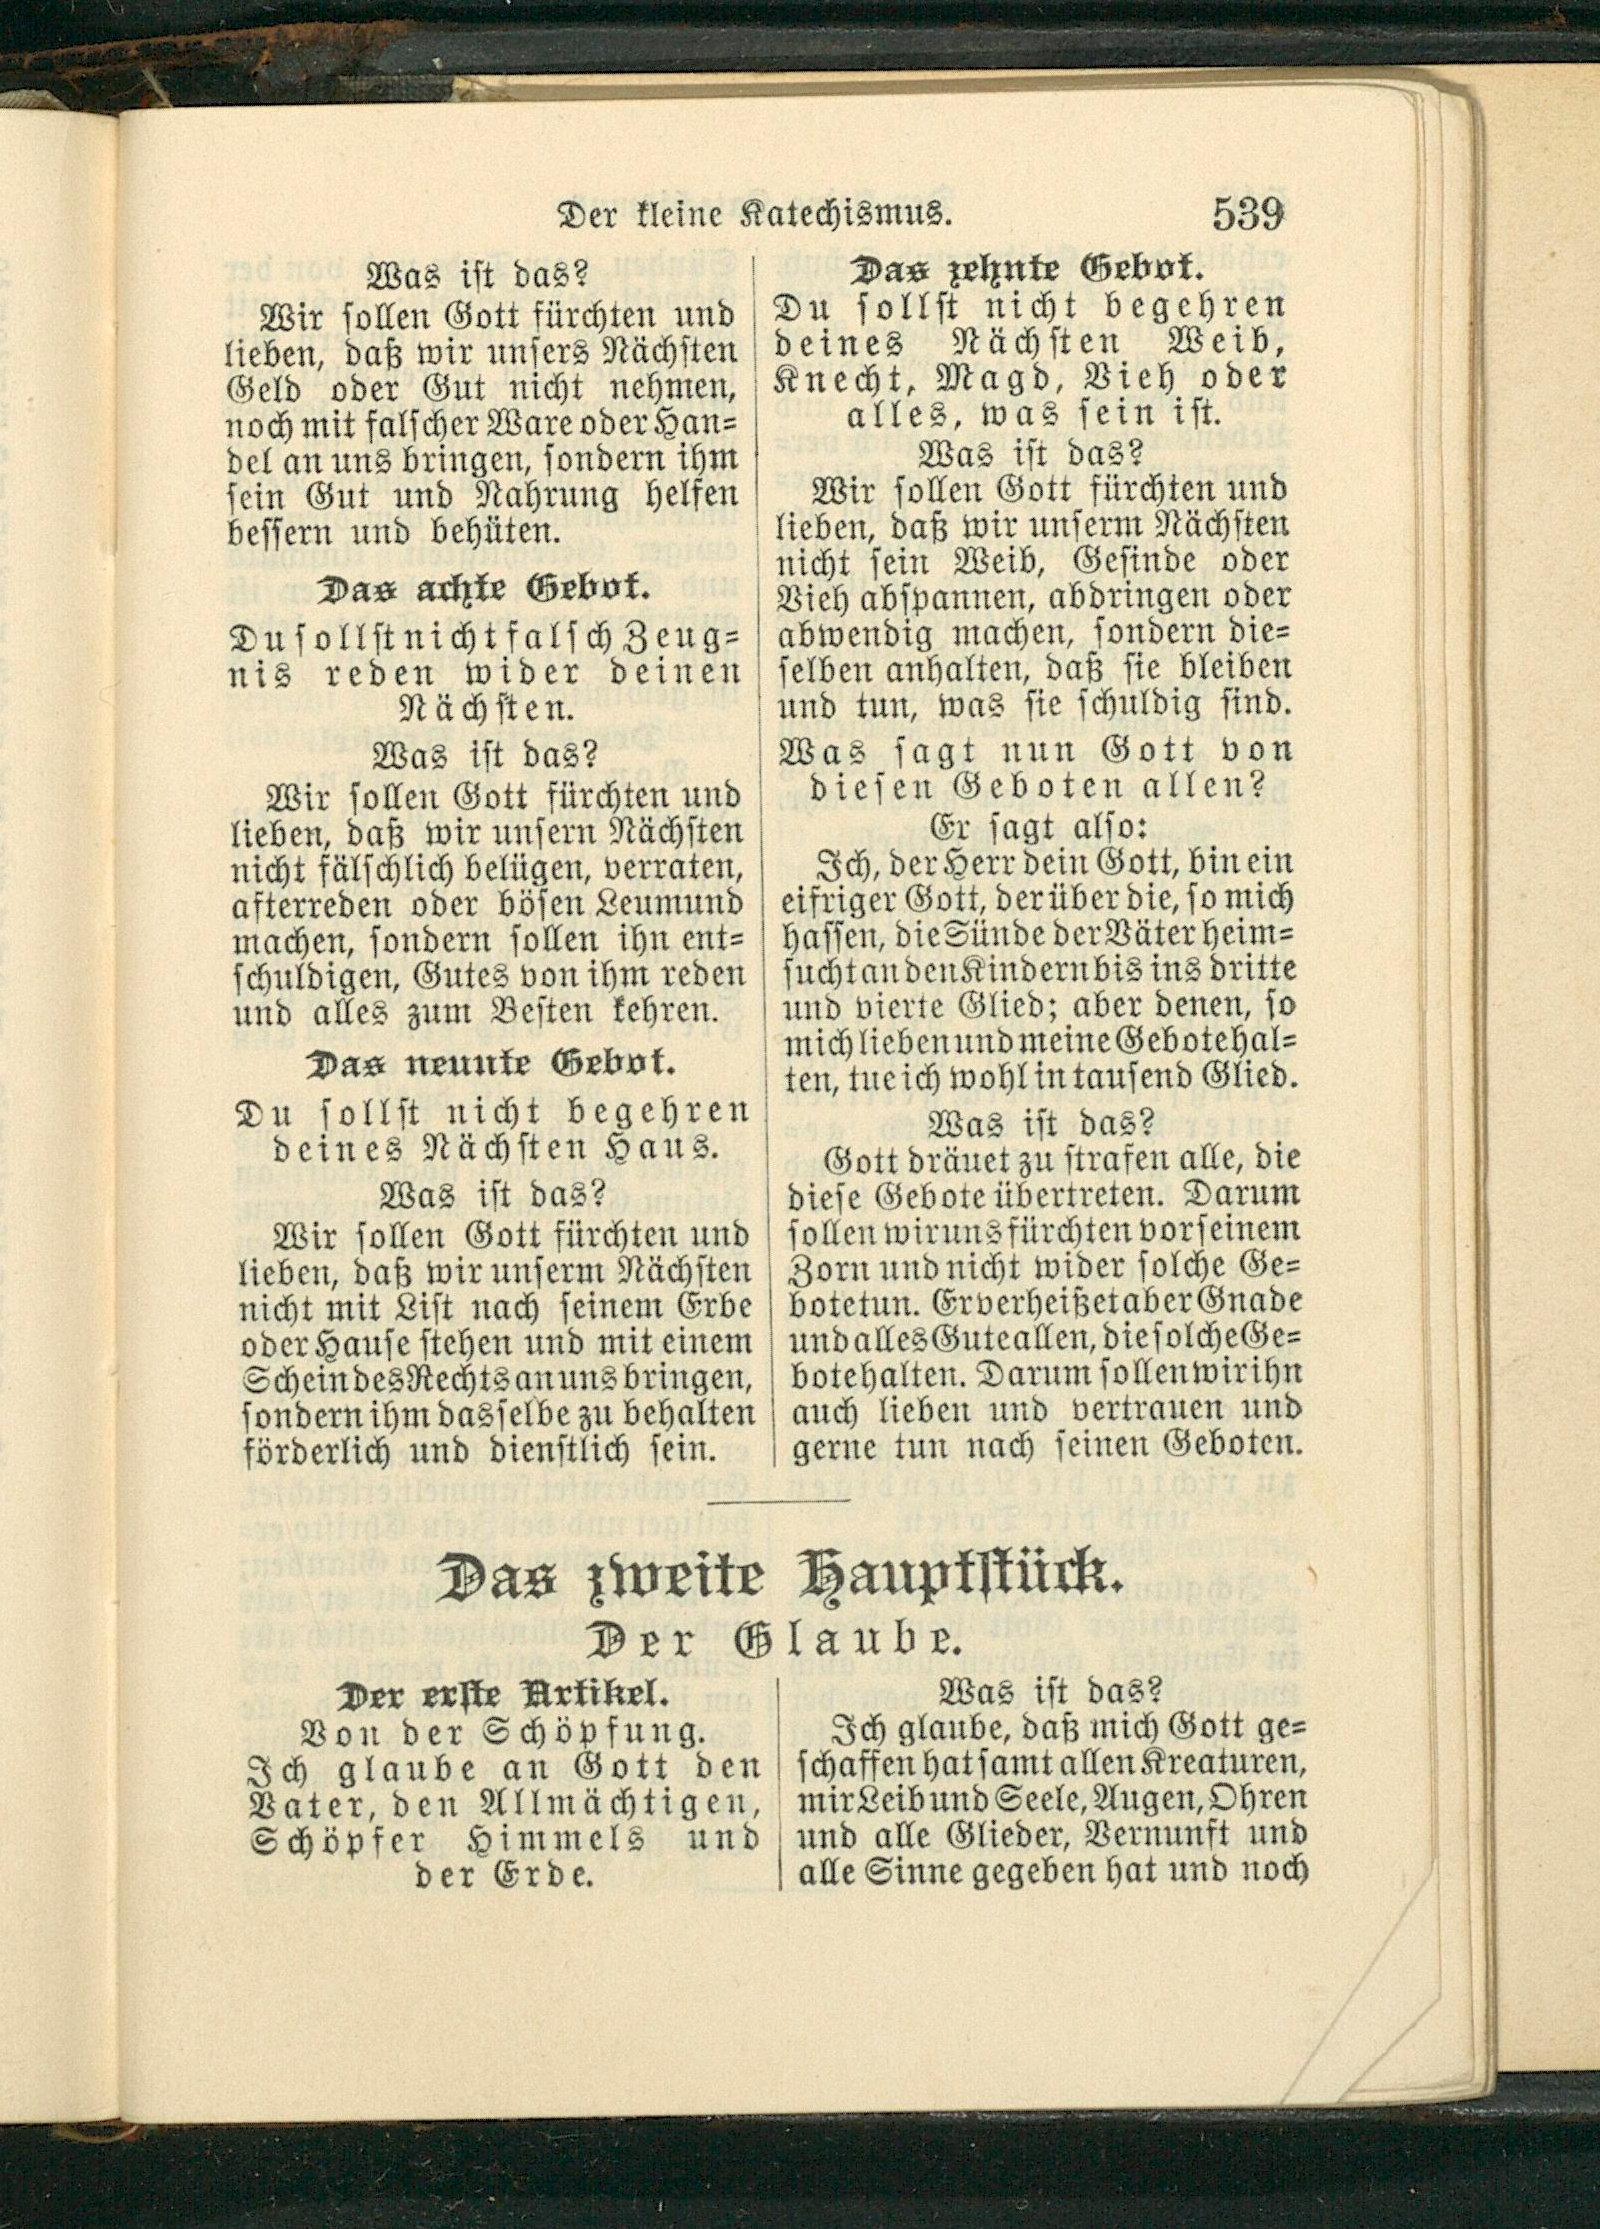 Der kleine Katechismus. 539
Was ist das?
Wir sollen Gott fürchten und
lieben, daß wir unsers Nächsten
Geld oder Gut nicht nehmen,
noch mit falscher Ware oder Han=
del an uns bringen, sondern ihm
sein Gut und Nahrung helfen
bessern und behüten.
Das achte Gebot.
Du sollst nicht falsch Zeug=
nis reden wider deinen
Nächsten.
Was ist das?
Wir sollen Gott fürchten und
lieben, daß wir unsern Nächsten
nicht fälschlich belügen, verraten,
afterreden oder bösen Leumund
machen, sondern sollen ihn ent=
schuldigen, Gutes von ihm reden
und alles zum Besten kehren.
Das neunte Gebot.
Du sollst nicht begehren
deines Nächsten Haus.
Was ist das?
Wir sollen Gott fürchten und
lieben, daß wir unserm Nächsten
nicht mit List nach seinem Erbe
oder Hause stehen und mit einem
Schein des Rechts an uns bringen,
sondern ihm dasselbe zu behalten
förderlich und dienstlich sein.
Das zehnte Gebot.
Du sollst nicht begehren
deines Nächsten Weib,
Knecht, Magd, Vieh oder
alles, was sein ist.
Was ist das?
Wir sollen Gott fürchten und
lieben, daß wir unserm Nächsten
nicht sein Weib, Gesinde oder
Vieh abspannen, abdringen oder
abwendig machen, sondern die=
selben anhalten, daß sie bleiben
und tun, was sie schuldig sind.
Was sagt nun Gott von
diesen Geboten allen?
Er sagt also:
Ich, der Herr dein Gott, bin ein
eifriger Gott, der über die, so mich
hassen, die Sünde der Väter heim=
sucht an den Kindern bis ins dritte
und vierte Glied; aber denen, so
mich lieben und meine Gebote hal=
ten, tue ich wohl in tausend Glied.
Was ist das?
Gott dräuet zu strafen alle, die
diese Gebote übertreten. Darum
sollen wir uns fürchten vor seinem
Zorn und nicht wider solche Ge=
bote tun. Er verheißet aber Gnade
und alles Gute allen, die solche Ge=
bote halten. Darum sollen wir ihn
auch lieben und vertrauen und
gerne tun nach seinen Geboten.
Das zweite Hauptstück.
Der Glaube.
Der erste Artikel.
Von der Schöpfung.
Ich glaube an Gott den
Vater, den Allmächtigen,
Schöpfer Himmels und
der Erde.
Was ist das?
Ich glaube, daß mich Gott ge=
schaffen hat samt allen Kreaturen,
mir Leib und Seele, Augen, Ohren
und alle Glieder, Vernunft und
alle Sinne gegeben hat und noch